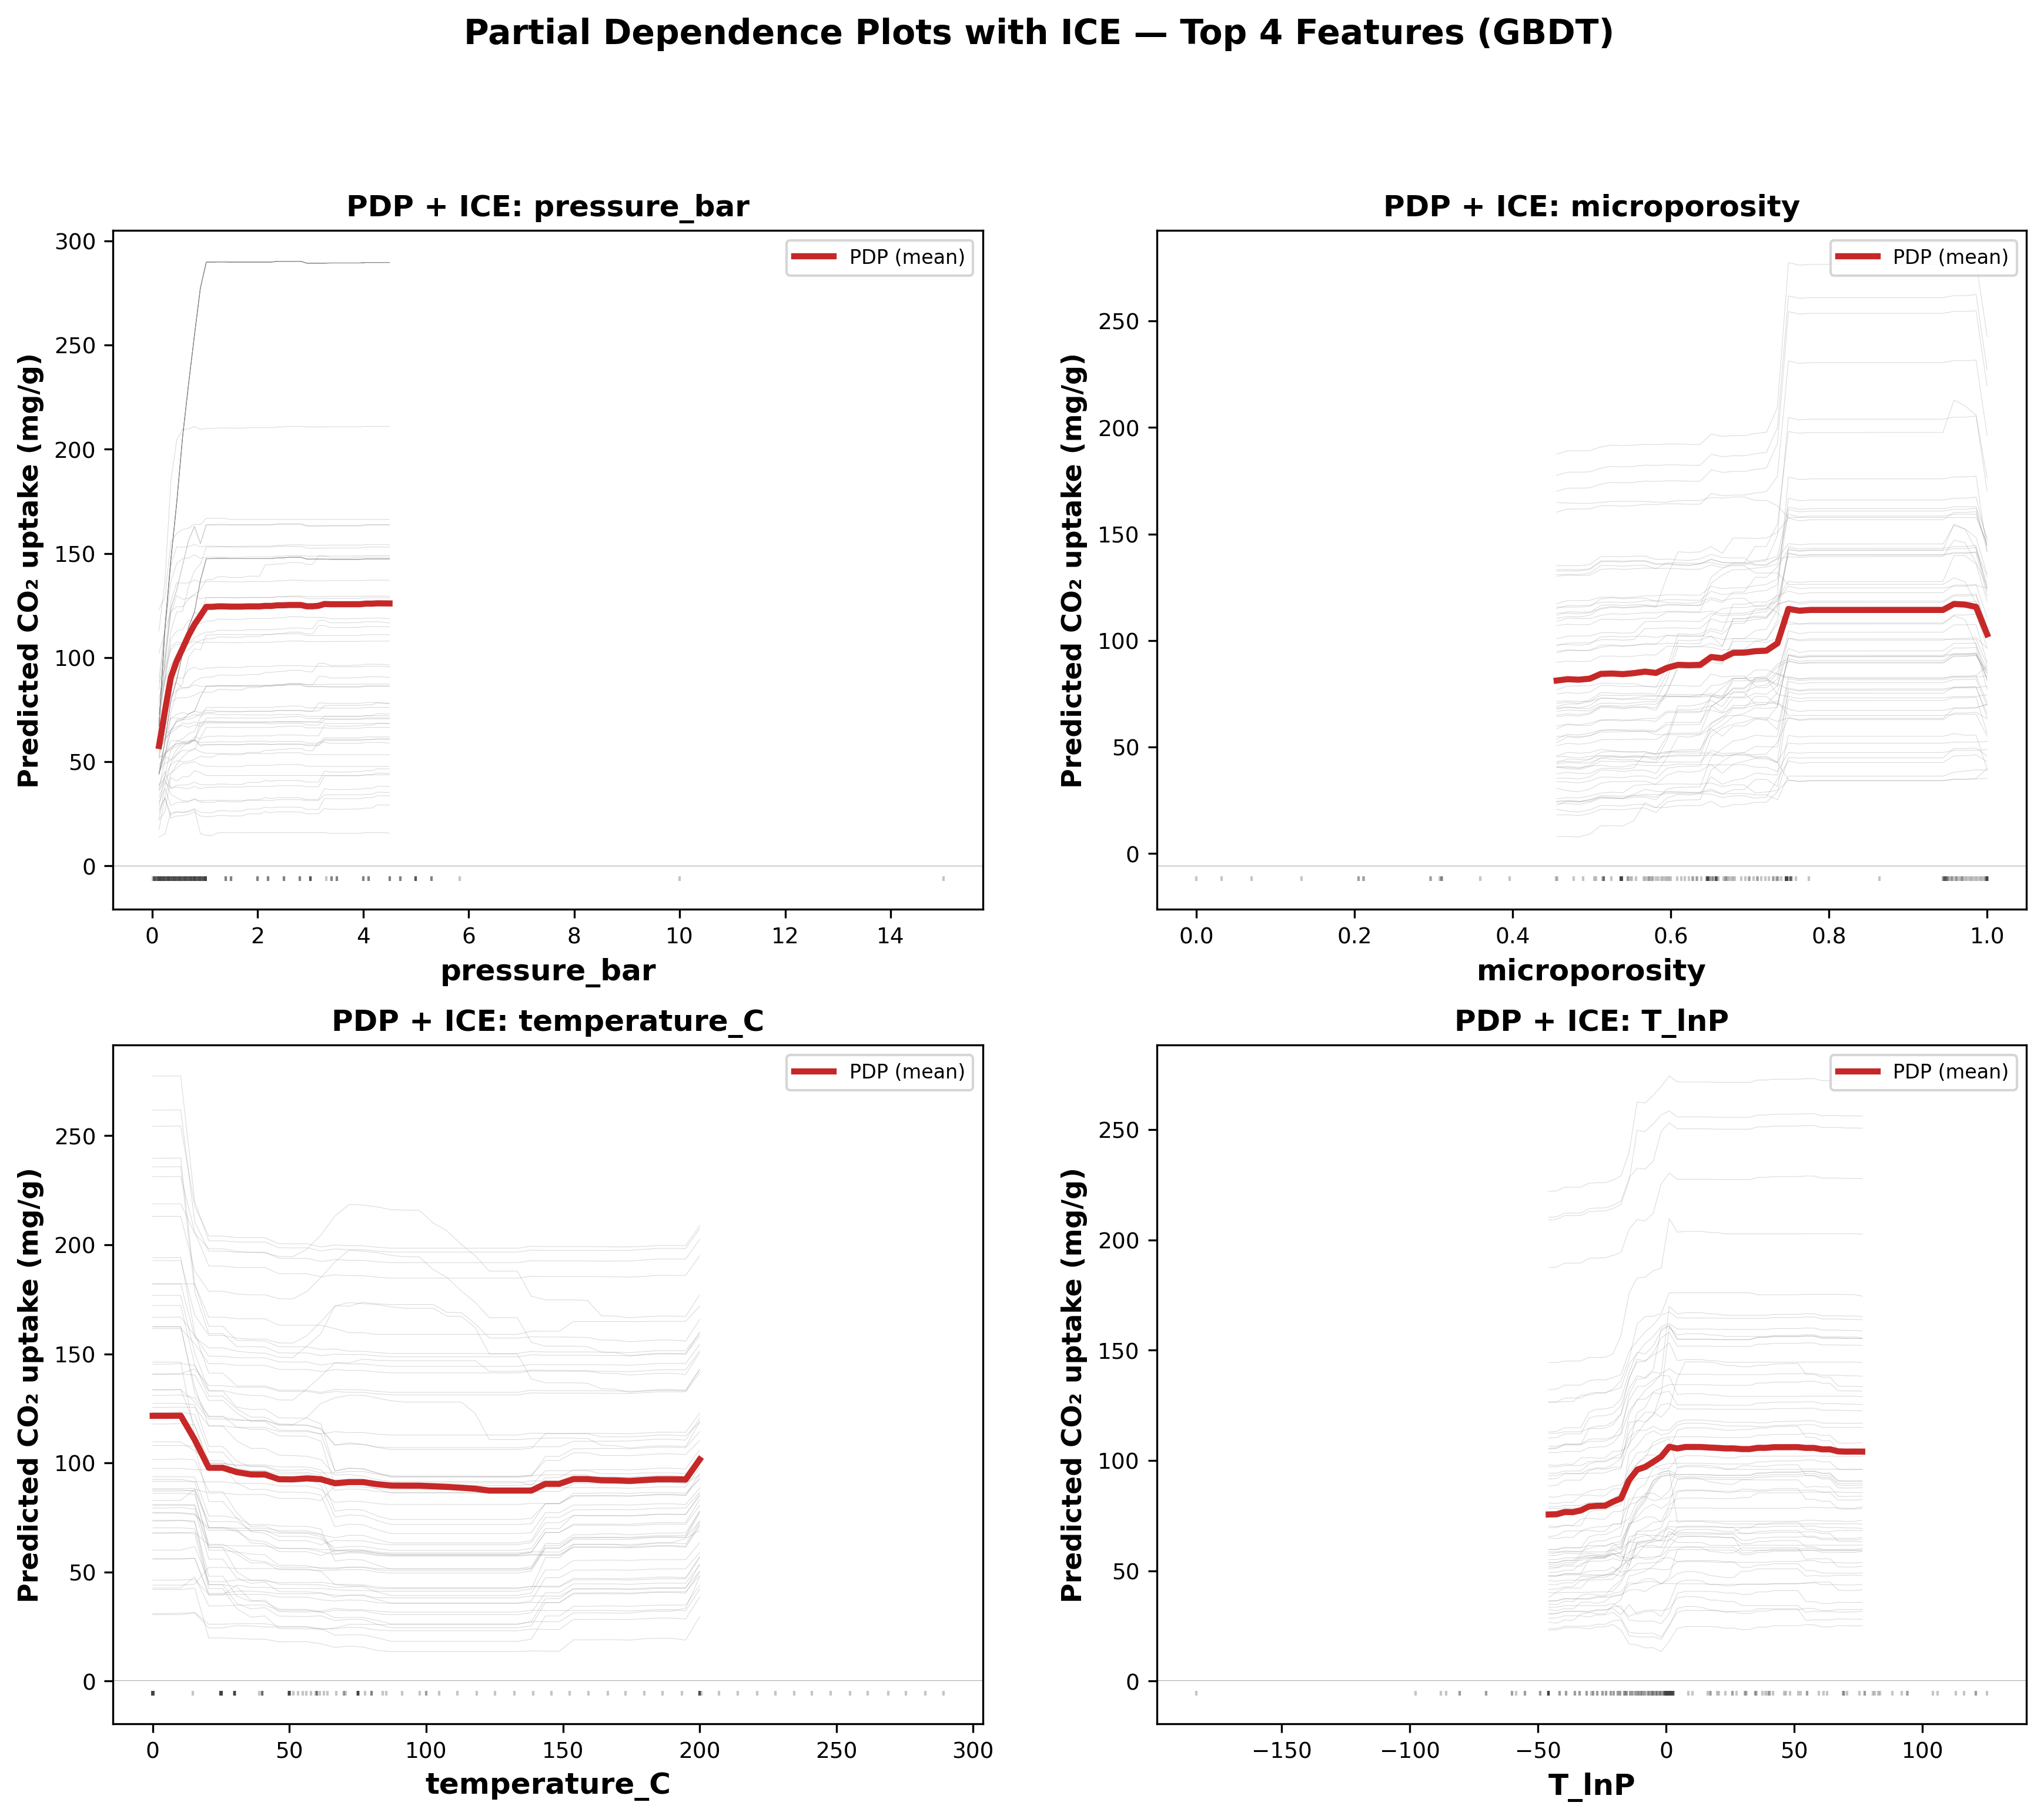 Partial Dependence Plots with ICE — Top 4 Features (GBDT)
PDP + ICE: pressure_bar
PDP (mean)
Predicted CO₂ uptake (mg/g)
300
250
200
150
100
50
0
0 2 4 6 8 10 12 14
pressure_bar
PDP + ICE: microporosity
PDP (mean)
Predicted CO₂ uptake (mg/g)
250
200
150
100
50
0
0.0 0.2 0.4 0.6 0.8 1.0
microporosity
PDP + ICE: temperature_C
PDP (mean)
Predicted CO₂ uptake (mg/g)
250
200
150
100
50
0
0 50 100 150 200 250 300
temperature_C
PDP + ICE: T_lnP
PDP (mean)
Predicted CO₂ uptake (mg/g)
250
200
150
100
50
0
−150 −100 −50 0 50 100
T_lnP